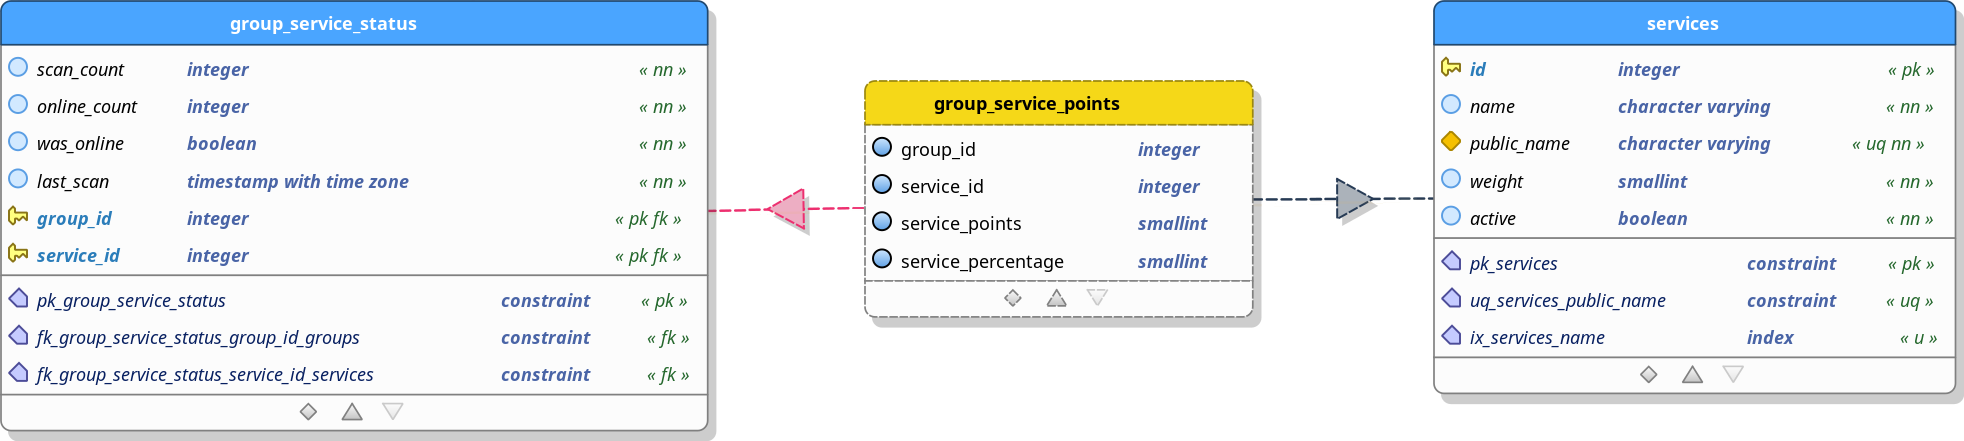 group_service_status
scan_count integer « nn »
online_count integer « nn »
was_online boolean « nn »
last_scan timestamp with time zone « nn »
group_id integer « pk fk »
service_id integer « pk fk »
pk_group_service_status constraint « pk »
fk_group_service_status_group_id_groups constraint « fk »
fk_group_service_status_service_id_services constraint « fk »
group_service_points
group_id integer
service_id integer
service_points smallint
service_percentage smallint
services
id integer « pk »
name character varying « nn »
public_name character varying « uq nn »
weight smallint « nn »
active boolean « nn »
pk_services constraint « pk »
uq_services_public_name constraint « uq »
ix_services_name index « u »